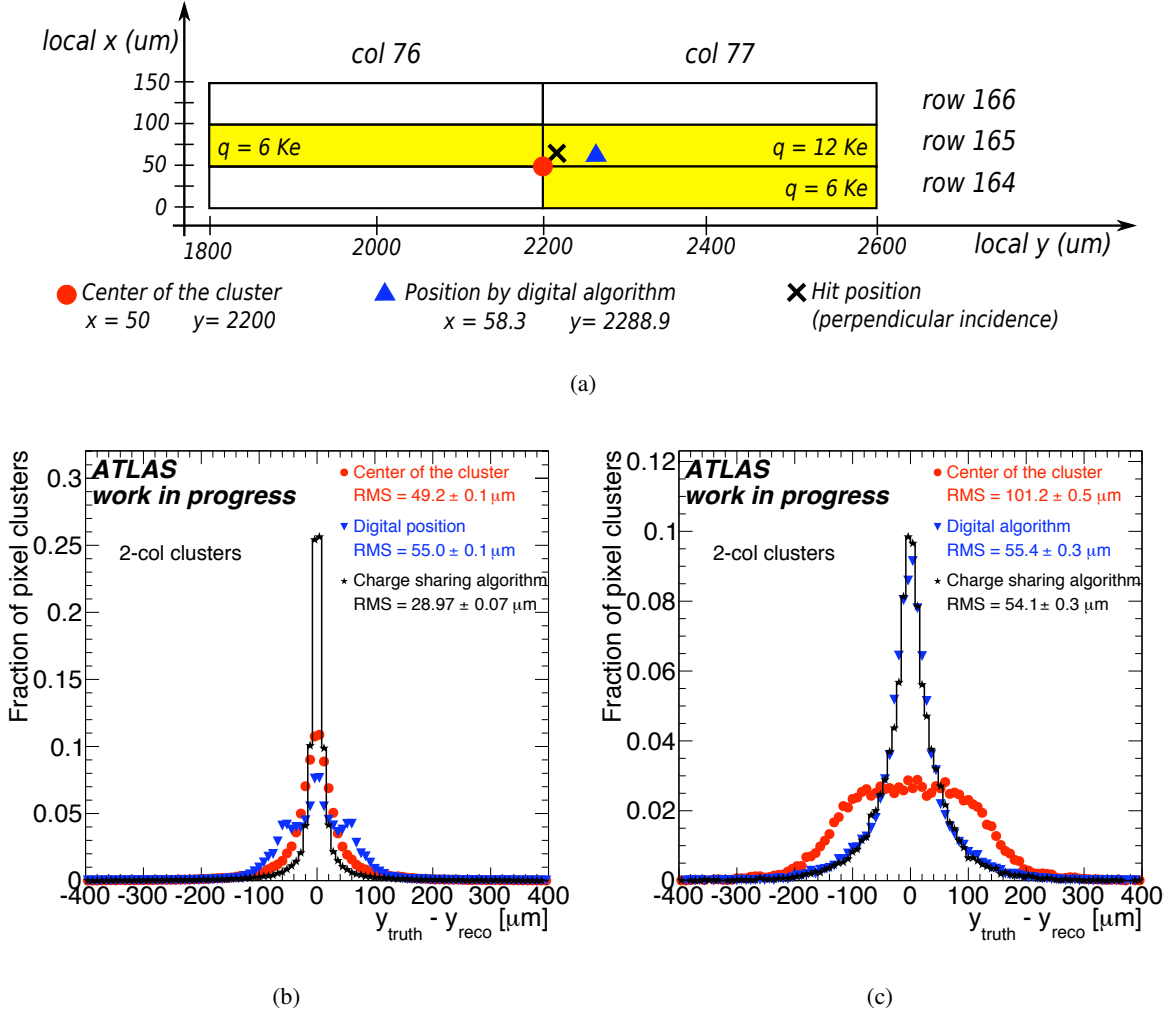 local x (um)
col 76
col 77
150
100
50
0
row 166
row 165
row 164
q = 6 Ke
q = 12 Ke
q = 6 Ke
1800
2000
2200
2400
2600
local y (um)
Center of the cluster
x = 50 y= 2200
Position by digital algorithm
x = 58.3 y= 2288.9
Hit position
(perpendicular incidence)
(a)
Fraction of pixel clusters
0.3
0.25
0.2
0.15
0.1
0.05
0
ATLAS
work in progress
2-col clusters
Center of the cluster
RMS = 49.2 ± 0.1 μm
Digital position
RMS = 55.0 ± 0.1 μm
Charge sharing algorithm
RMS = 28.97 ± 0.07 μm
-400 -300 -200 -100 0 100 200 300 400
y truth - y reco [μm]
(b)
Fraction of pixel clusters
0.12
0.1
0.08
0.06
0.04
0.02
0
ATLAS
work in progress
2-col clusters
Center of the cluster
RMS = 101.2 ± 0.5 μm
Digital algorithm
RMS = 55.4 ± 0.3 μm
Charge sharing algorithm
RMS = 54.1 ± 0.3 μm
-400 -300 -200 -100 0 100 200 300 400
y truth - y reco [μm]
(c)